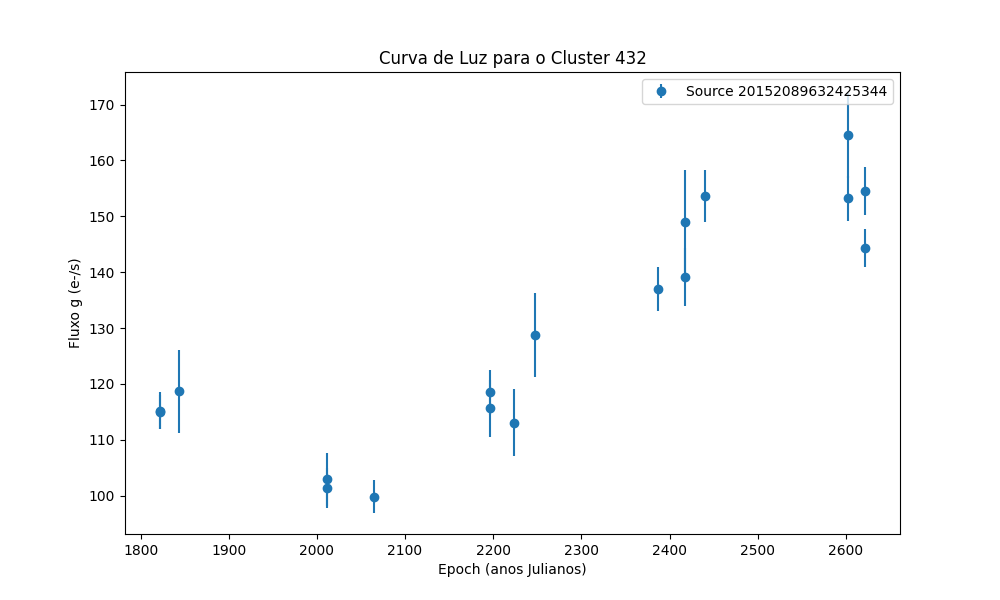 Curva de Luz para o Cluster 432
Source 20152089632425344
170
160
150
140
130
120
110
100
Fluxo g (e-/s)
1800 1900 2000 2100 2200 2300 2400 2500 2600
Epoch (anos Julianos)